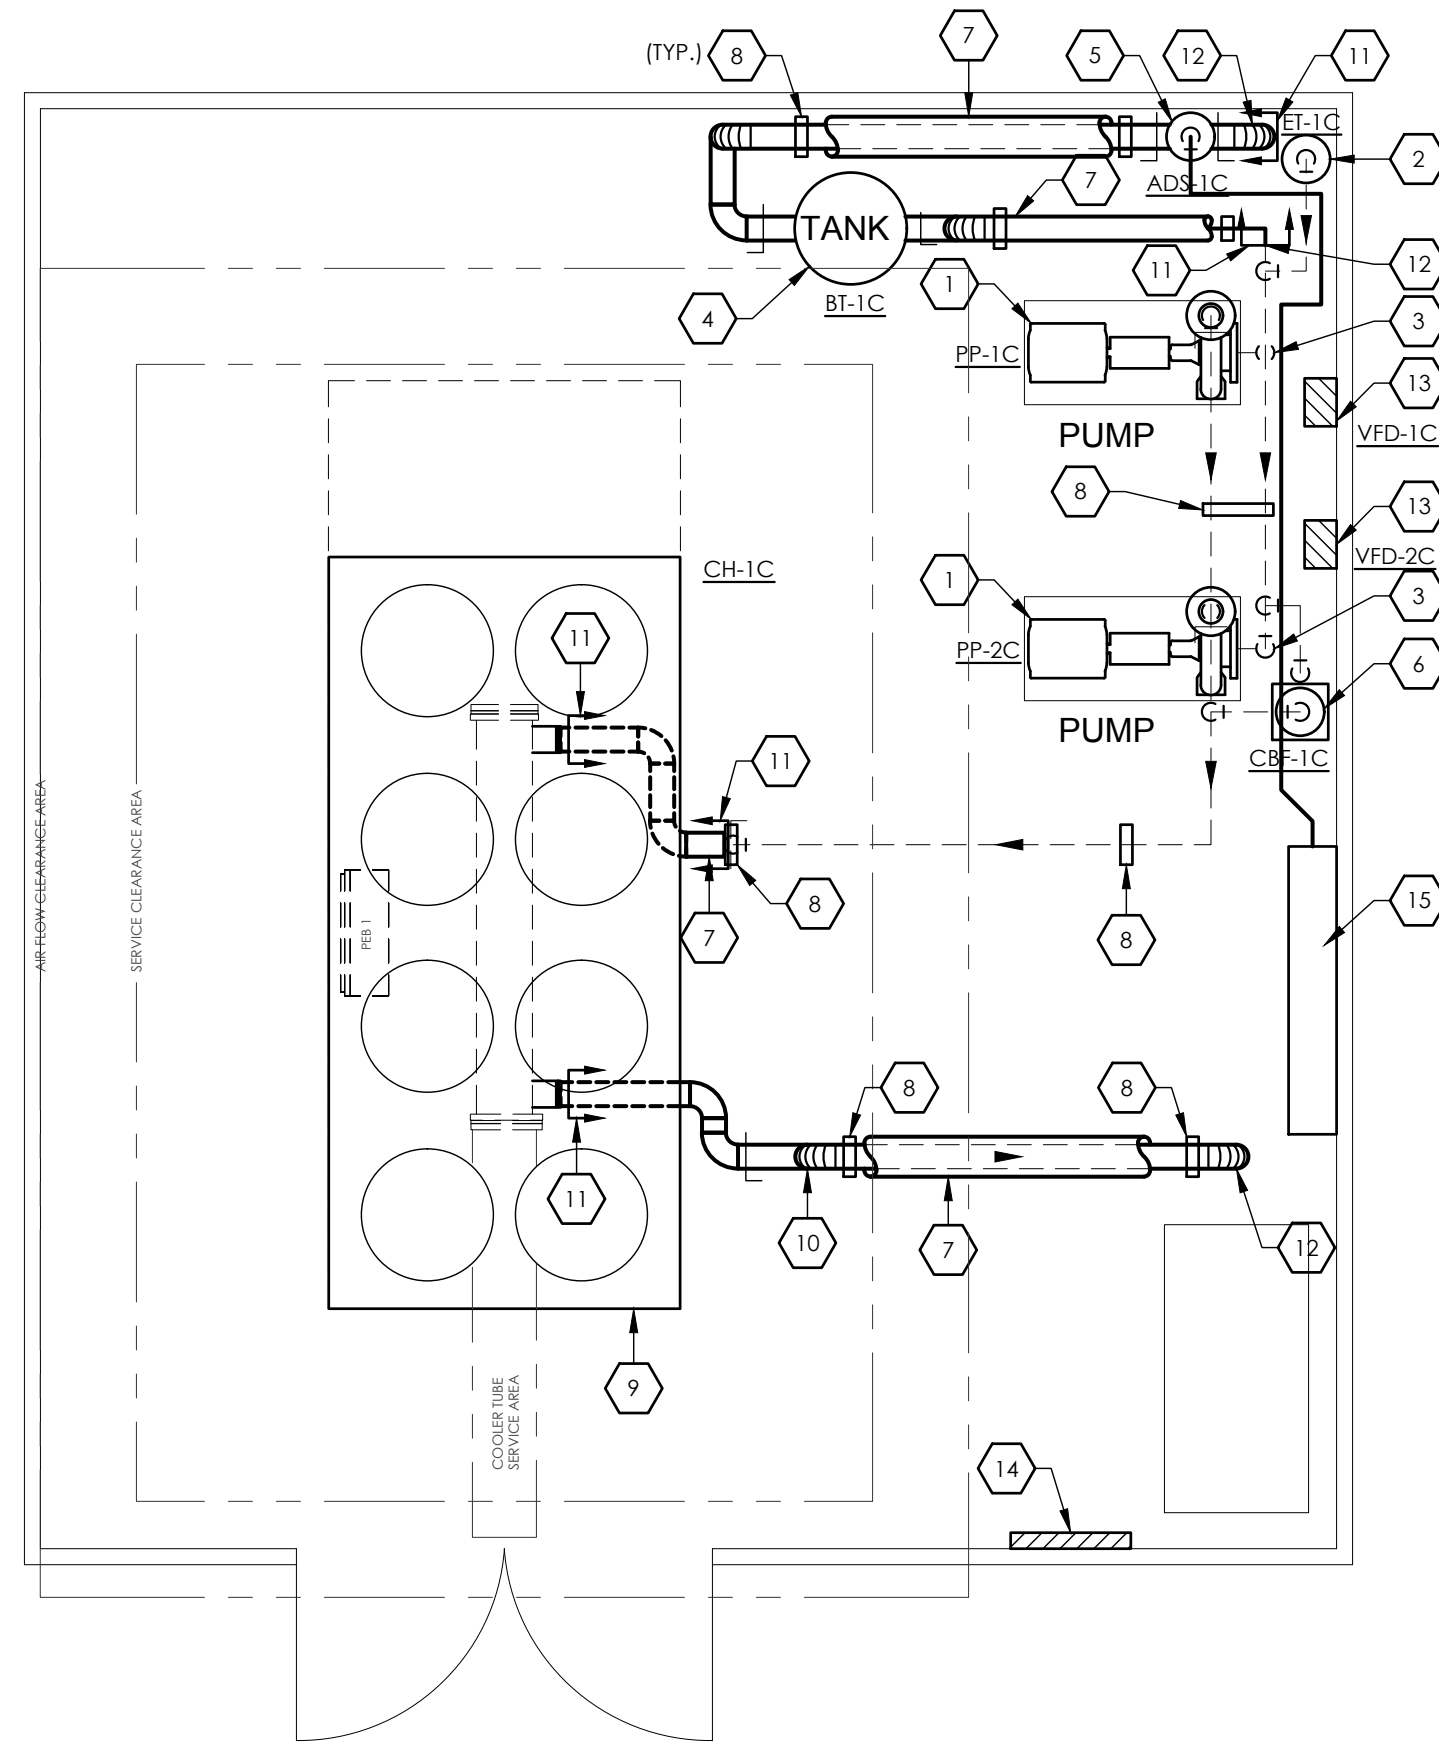 (TYP.)
8
7
5
12
11
ET-1C
2
ADS-1C
7
TANK
BT-1C
4
11
12
1
PP-1C
3
13
VFD-1C
PUMP
8
13
VFD-2C
CH-1C
1
PP-2C
3
11
6
PUMP
CBF-1C
11
AIR FLOW CLEARANCE AREA
SERVICE CLEARANCE AREA
PEB 1
7
8
8
15
8
8
11
10
7
12
9
COOLER TUBE
SERVICE AREA
14